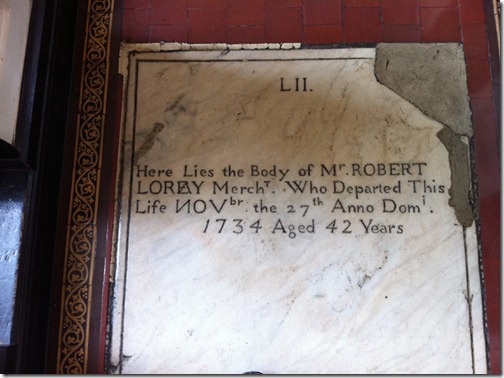 LII.
Here Lies the Body of Mr. ROBERT
Mercht. Who Departed This
Life NOVbr. the 27th Anno Domi.
1734 Aged 42 Years